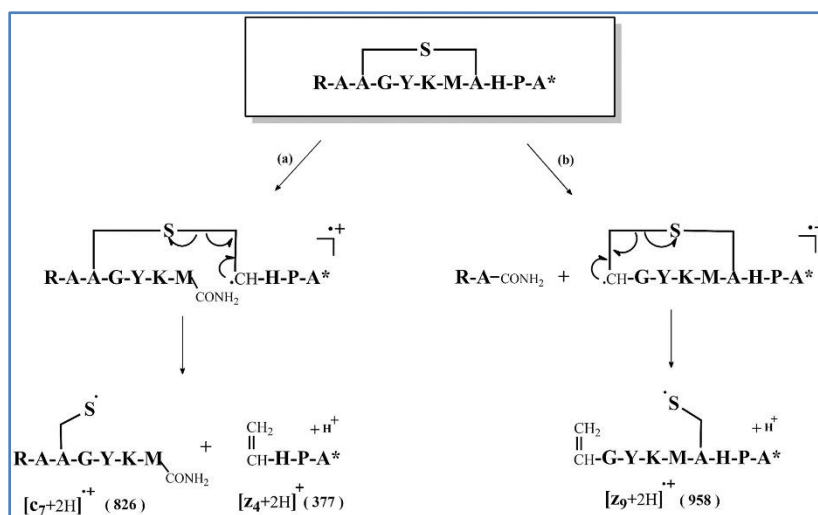 S
R-A-A-G-Y-K-M-A-H-P-A*
(a)
(b)
S
•+
R-A-A-G-Y-K-M
CONH2
·CH-H-P-A*
R-A-CONH2 +
S
·CH-G-Y-K-M-A-H-P-A*
S·
R-A-A-G-Y-K-M
CONH2
+
CH2
CH-H-P-A*
+ H+
[c7+2H]•+ ( 826 )
[z4+2H]+ (377)
·S
CH2
CH-G-Y-K-M-A-H-P-A*
+ H+
[z9+2H]•+ ( 958 )